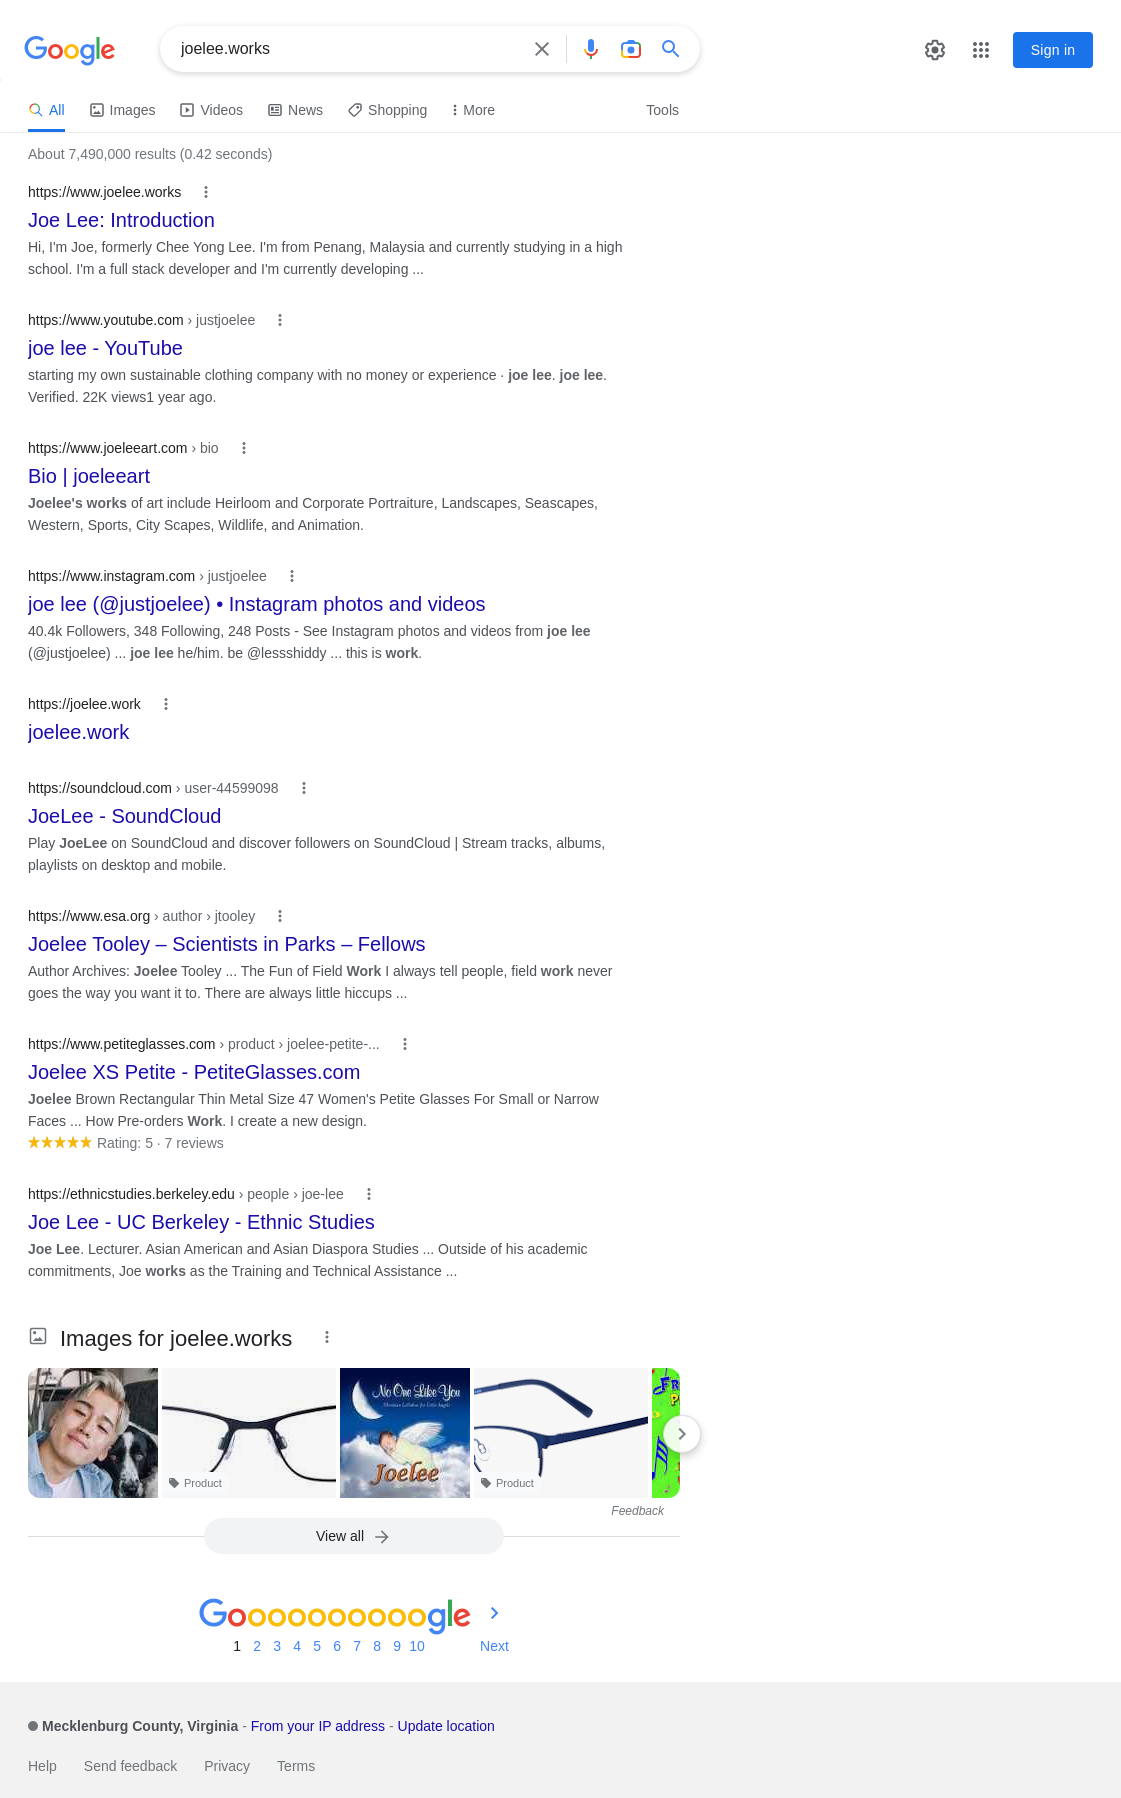 Google
joelee.works
Sign in
All
Images
Videos
News
Shopping
More
Tools
About 7,490,000 results (0.42 seconds)
https://www.joelee.works
Joe Lee: Introduction
Hi, I'm Joe, formerly Chee Yong Lee. I'm from Penang, Malaysia and currently studying in a high
school. I'm a full stack developer and I'm currently developing ...
https://www.youtube.com › justjoelee
joe lee - YouTube
starting my own sustainable clothing company with no money or experience · joe lee. joe lee.
Verified. 22K views1 year ago.
https://www.joeleeart.com › bio
Bio | joeleeart
Joelee's works of art include Heirloom and Corporate Portraiture, Landscapes, Seascapes,
Western, Sports, City Scapes, Wildlife, and Animation.
https://www.instagram.com › justjoelee
joe lee (@justjoelee) • Instagram photos and videos
40.4k Followers, 348 Following, 248 Posts - See Instagram photos and videos from joe lee
(@justjoelee) ... joe lee he/him. be @lessshiddy ... this is work.
https://joelee.work
joelee.work
https://soundcloud.com › user-44599098
JoeLee - SoundCloud
Play JoeLee on SoundCloud and discover followers on SoundCloud | Stream tracks, albums,
playlists on desktop and mobile.
https://www.esa.org › author › jtooley
Joelee Tooley – Scientists in Parks – Fellows
Author Archives: Joelee Tooley ... The Fun of Field Work I always tell people, field work never
goes the way you want it to. There are always little hiccups ...
https://www.petiteglasses.com › product › joelee-petite-...
Joelee XS Petite - PetiteGlasses.com
Joelee Brown Rectangular Thin Metal Size 47 Women's Petite Glasses For Small or Narrow
Faces ... How Pre-orders Work. I create a new design.
Rating: 5 · 7 reviews
https://ethnicstudies.berkeley.edu › people › joe-lee
Joe Lee - UC Berkeley - Ethnic Studies
Joe Lee. Lecturer. Asian American and Asian Diaspora Studies ... Outside of his academic
commitments, Joe works as the Training and Technical Assistance ...
Images for joelee.works
No One Like You
Christian Lullabies for Little Angels
Joelee
Product
Product
Feedback
View all
Goooooooooogle
1 2 3 4 5 6 7 8 9 10 Next
Mecklenburg County, Virginia - From your IP address - Update location
Help Send feedback Privacy Terms